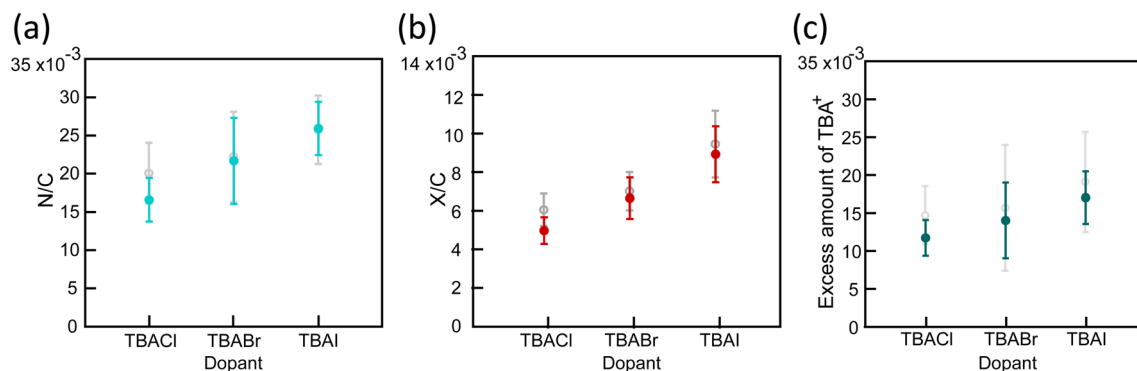 (a)
35 x10-3
30
25
20
15
10
5
0
N/C
TBACl
TBABr
TBAI
Dopant
(b)
14 x10-3
12
10
8
6
4
2
0
X/C
TBACl
TBABr
TBAI
Dopant
(c)
35 x10-3
30
25
20
15
10
5
0
Excess amount of TBA+
TBACl
TBABr
TBAI
Dopant